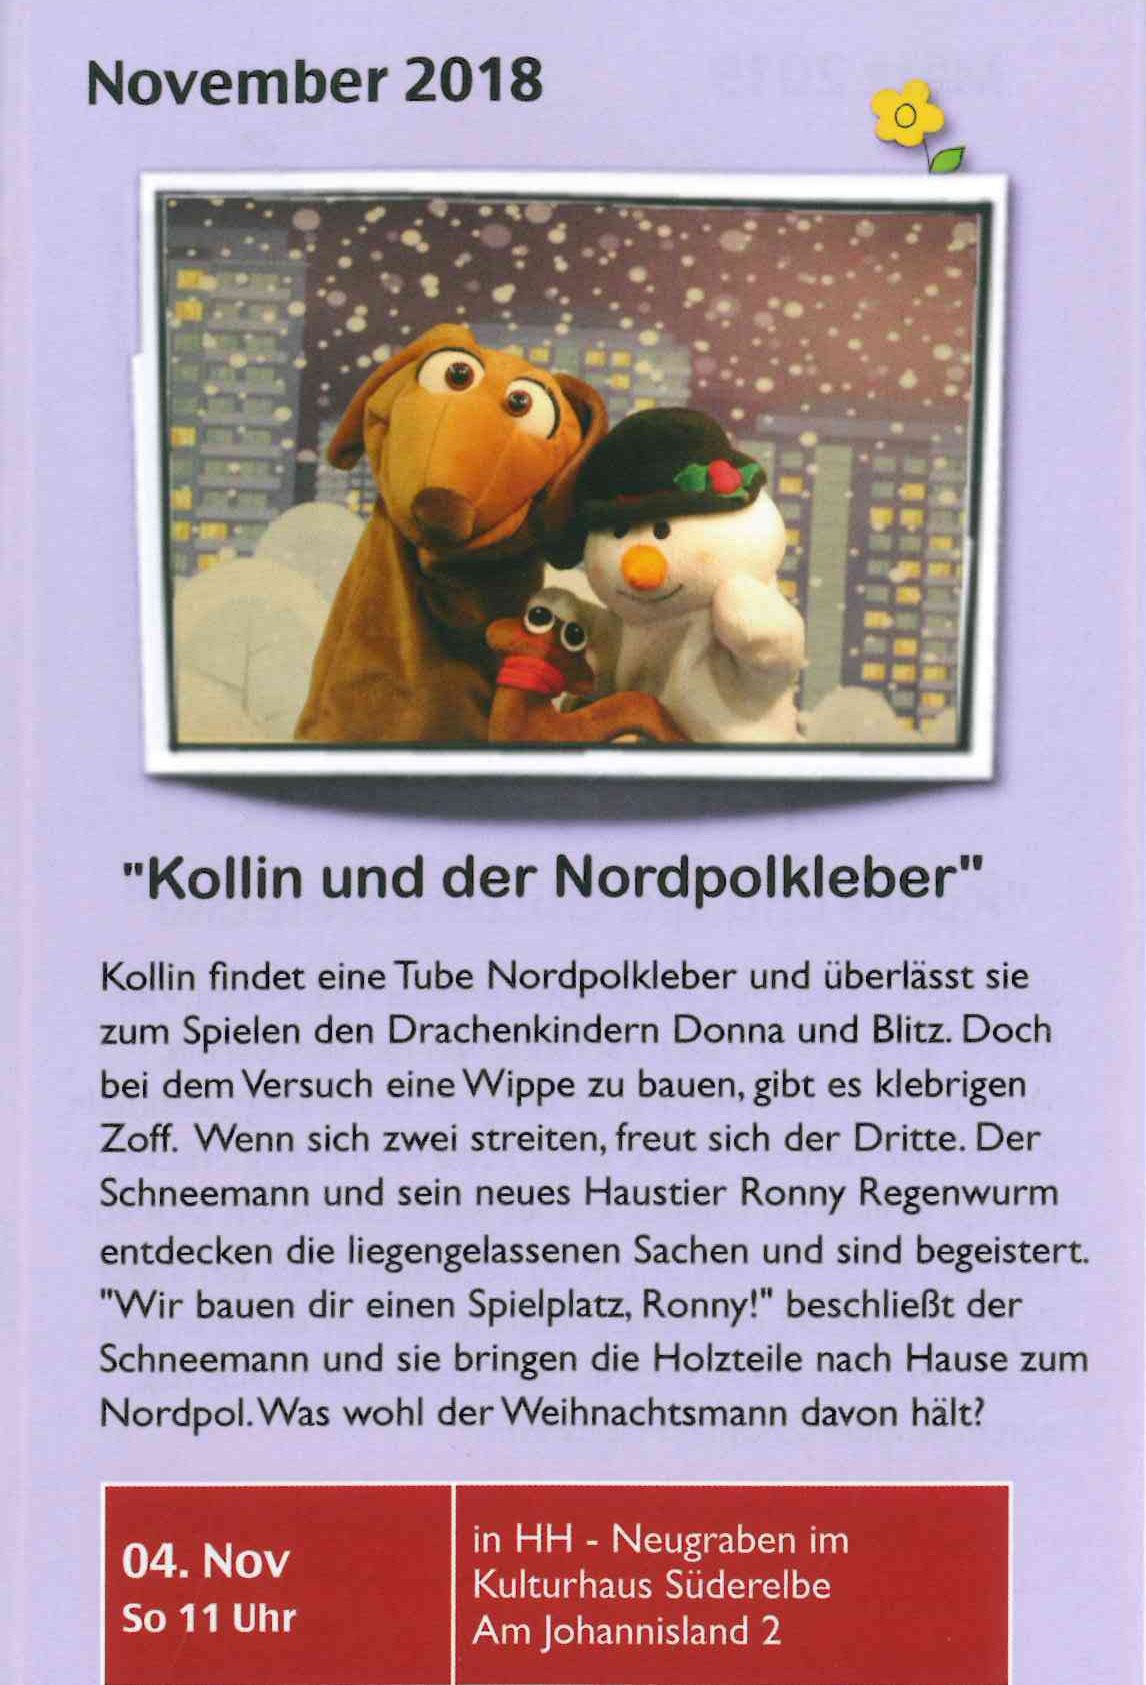 November 2018
"Kollin und der Nordpolkleber"
Kollin findet eine Tube Nordpolkleber und überlässt sie
zum Spielen den Drachenkindern Donna und Blitz. Doch
bei dem Versuch eine Wippe zu bauen, gibt es klebrigen
Zoff. Wenn sich zwei streiten, freut sich der Dritte. Der
Schneemann und sein neues Haustier Ronny Regenwurm
entdecken die liegengelassenen Sachen und sind begeistert.
"Wir bauen dir einen Spielplatz, Ronny!" beschließt der
Schneemann und sie bringen die Holzteile nach Hause zum
Nordpol. Was wohl der Weihnachtsmann davon hält?
04. Nov
So 11 Uhr
in HH - Neugraben im
Kulturhaus Süderelbe
Am Johannisland 2